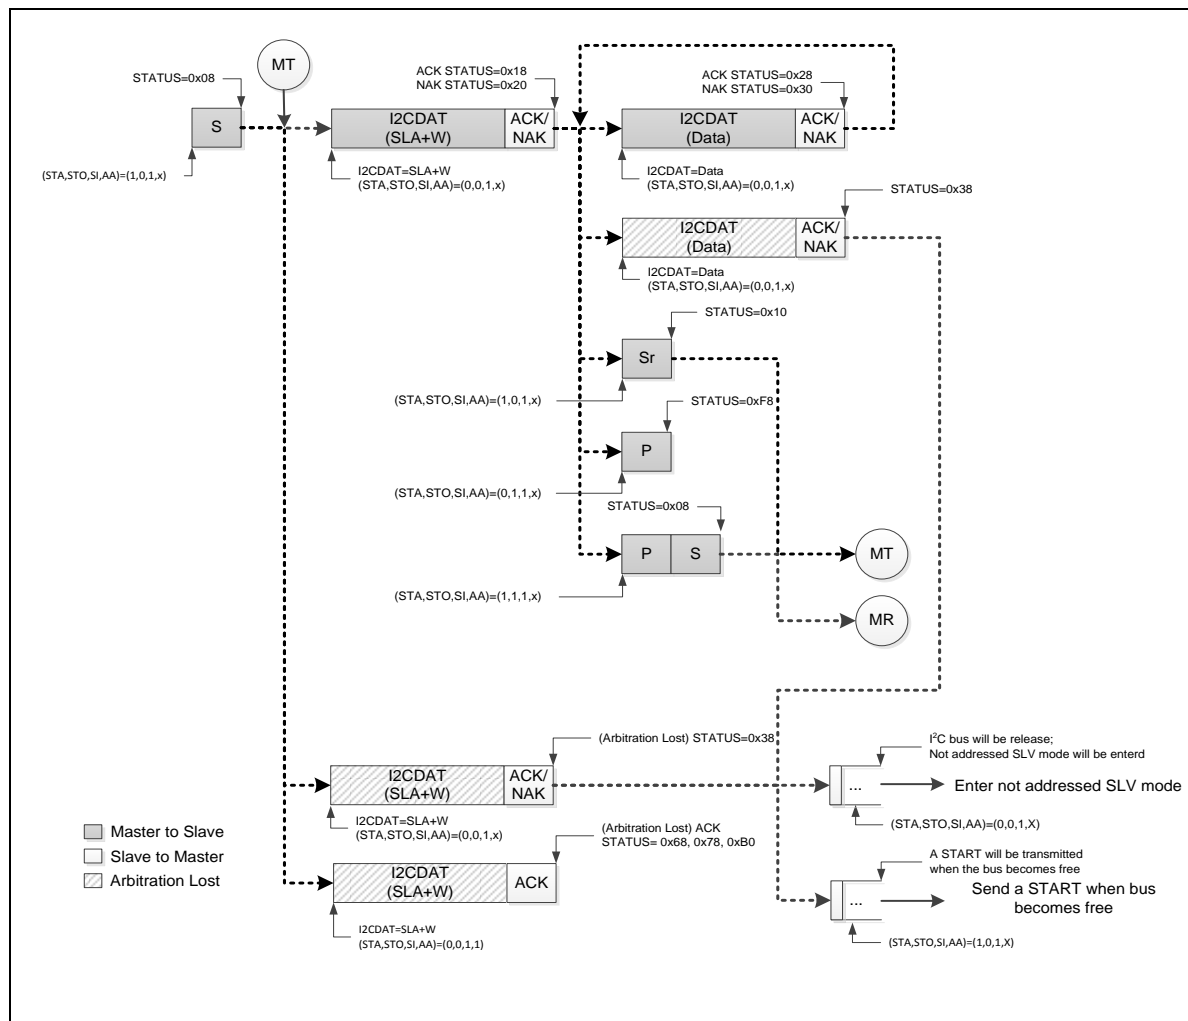 MT
STATUS=0x08
ACK STATUS=0x18
NAK STATUS=0x20
ACK STATUS=0x28
NAK STATUS=0x30
S
I2CDAT
(SLA+W)
ACK/
NAK
I2CDAT
(Data)
ACK/
NAK
(STA,STO,SI,AA)=(1,0,1,x)
I2CDAT=SLA+W
(STA,STO,SI,AA)=(0,0,1,x)
I2CDAT=Data
(STA,STO,SI,AA)=(0,0,1,x)
STATUS=0x38
I2CDAT
(Data)
ACK/
NAK
I2CDAT=Data
(STA,STO,SI,AA)=(0,0,1,x)
STATUS=0x10
Sr
(STA,STO,SI,AA)=(1,0,1,x)
STATUS=0xF8
P
(STA,STO,SI,AA)=(0,1,1,x)
STATUS=0x08
P
S
MT
(STA,STO,SI,AA)=(1,1,1,x)
MR
(Arbitration Lost) STATUS=0x38
I²C bus will be release;
Not addressed SLV mode will be enterd
I2CDAT
(SLA+W)
ACK/
NAK
...
Enter not addressed SLV mode
I2CDAT=SLA+W
(STA,STO,SI,AA)=(0,0,1,x)
(STA,STO,SI,AA)=(0,0,1,X)
Master to Slave
Slave to Master
Arbitration Lost
(Arbitration Lost) ACK
STATUS= 0x68, 0x78, 0xB0
I2CDAT
(SLA+W)
ACK
I2CDAT=SLA+W
(STA,STO,SI,AA)=(0,0,1,1)
A START will be transmitted
when the bus becomes free
...
Send a START when bus
becomes free
(STA,STO,SI,AA)=(1,0,1,X)